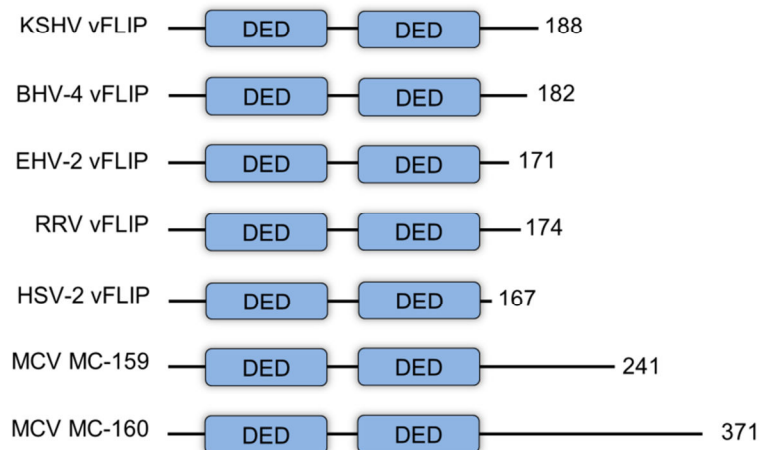 KSHV vFLIP DED DED 188
BHV-4 vFLIP DED DED 182
EHV-2 vFLIP DED DED 171
RRV vFLIP DED DED 174
HSV-2 vFLIP DED DED 167
MCV MC-159 DED DED 241
MCV MC-160 DED DED 371